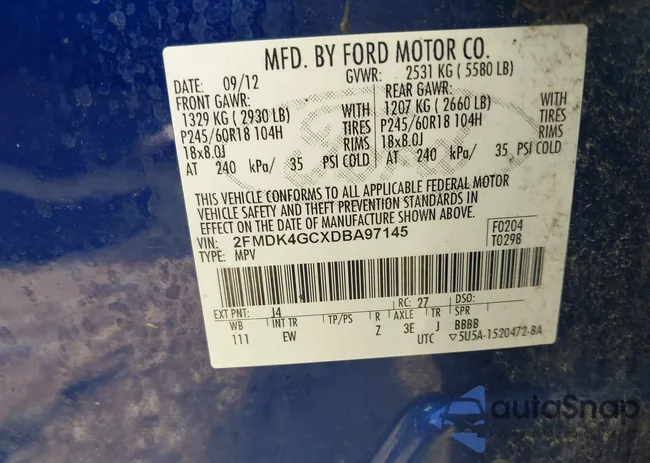 MFD. BY FORD MOTOR CO.
DATE: 09/12 GVWR: 2531 KG ( 5580 LB)
FRONT GAWR: REAR GAWR:
1329 KG ( 2930 LB) WITH 1207 KG ( 2660 LB) WITH
P245/60R18 104H TIRES P245/60R18 104H TIRES
18x8.0J RIMS 18x8.0J RIMS
AT 240 kPa/ 35 PSI COLD AT 240 kPa/ 35 PSI COLD
THIS VEHICLE CONFORMS TO ALL APPLICABLE FEDERAL MOTOR
VEHICLE SAFETY AND THEFT PREVENTION STANDARDS IN
EFFECT ON THE DATE OF MANUFACTURE SHOWN ABOVE.
VIN: 2FMDK4GCXDBA97145 F0204
TYPE: MPV T0298
EXT PNT: J4 RC: 27 DSO:
WB INT TR TP/PS R AXLE TR SPR
111 EW Z 3E J BBBB
UTC ▽5U5A-1520472-BA
autoSnap